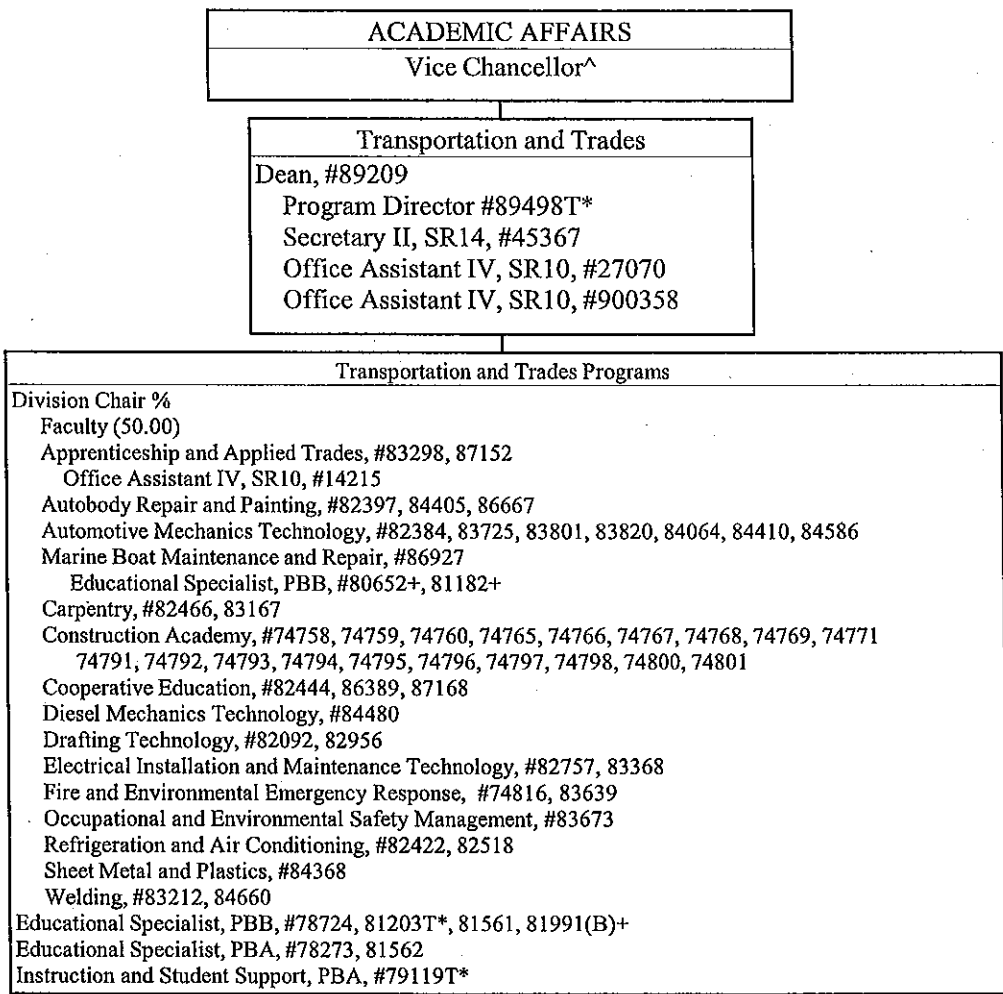 ACADEMIC AFFAIRS
Vice Chancellor^
Transportation and Trades
Dean, #89209
Program Director #89498T*
Secretary II, SR14, #45367
Office Assistant IV, SR10, #27070
Office Assistant IV, SR10, #900358
Transportation and Trades Programs
Division Chair %
Faculty (50.00)
Apprenticeship and Applied Trades, #83298, 87152
Office Assistant IV, SR10, #14215
Autobody Repair and Painting, #82397, 84405, 86667
Automotive Mechanics Technology, #82384, 83725, 83801, 83820, 84064, 84410, 84586
Marine Boat Maintenance and Repair, #86927
Educational Specialist, PBB, #80652+, 81182+
Carpentry, #82466, 83167
Construction Academy, #74758, 74759, 74760, 74765, 74766, 74767, 74768, 74769, 74771
74791, 74792, 74793, 74794, 74795, 74796, 74797, 74798, 74800, 74801
Cooperative Education, #82444, 86389, 87168
Diesel Mechanics Technology, #84480
Drafting Technology, #82092, 82956
Electrical Installation and Maintenance Technology, #82757, 83368
Fire and Environmental Emergency Response, #74816, 83639
Occupational and Environmental Safety Management, #83673
Refrigeration and Air Conditioning, #82422, 82518
Sheet Metal and Plastics, #84368
Welding, #83212, 84660
Educational Specialist, PBB, #78724, 81203T*, 81561, 81991(B)+
Educational Specialist, PBA, #78273, 81562
Instruction and Student Support, PBA, #79119T*